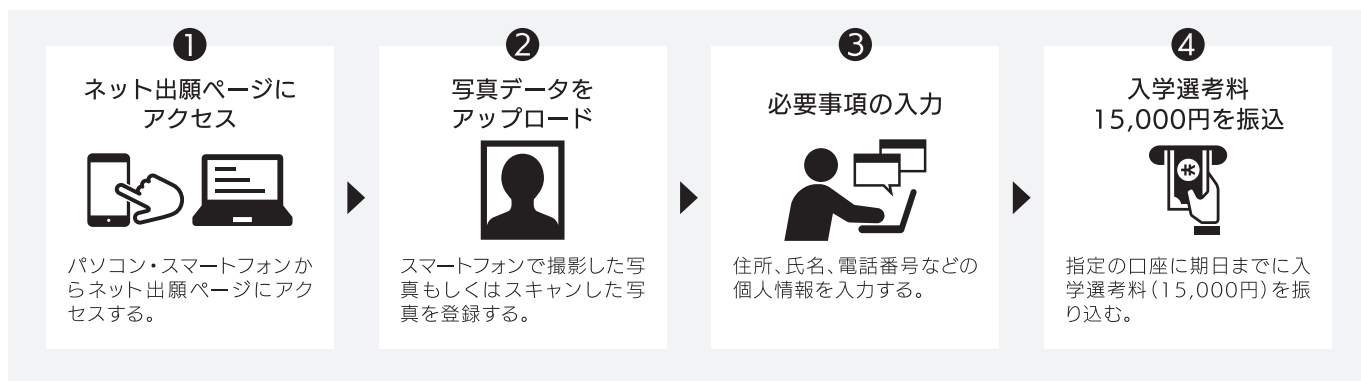 ❶
ネット出願ページに
アクセス
パソコン・スマートフォンか
らネット出願ページにアク
セスする。
❷
写真データを
アップロード
スマートフォンで撮影した写
真もしくはスキャンした写
真を登録する。
❸
必要事項の入力
住所、氏名、電話番号などの
個人情報を入力する。
❹
入学選考料
15,000円を振込
指定の口座に期日までに入
学選考料(15,000円)を振
り込む。